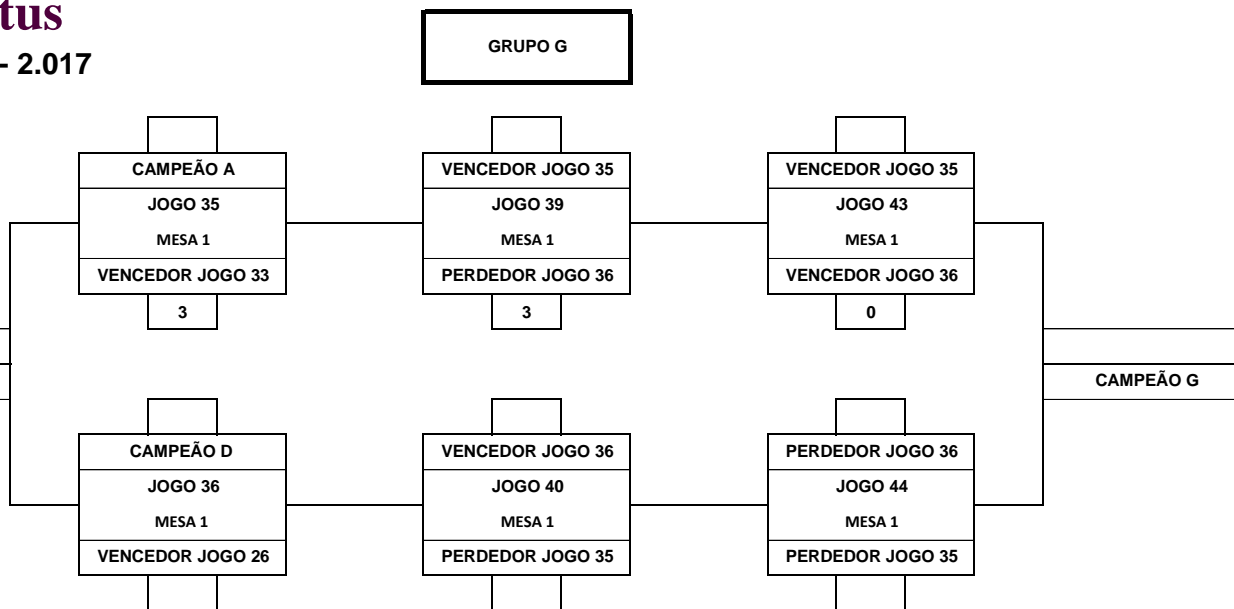 tus
- 2.017
GRUPO G
CAMPEÃO A
JOGO 35
MESA 1
VENCEDOR JOGO 33
3
VENCEDOR JOGO 35
JOGO 39
MESA 1
PERDEDOR JOGO 36
3
VENCEDOR JOGO 35
JOGO 43
MESA 1
VENCEDOR JOGO 36
0
CAMPEÃO G
CAMPEÃO D
JOGO 36
MESA 1
VENCEDOR JOGO 26
VENCEDOR JOGO 36
JOGO 40
MESA 1
PERDEDOR JOGO 35
PERDEDOR JOGO 36
JOGO 44
MESA 1
PERDEDOR JOGO 35